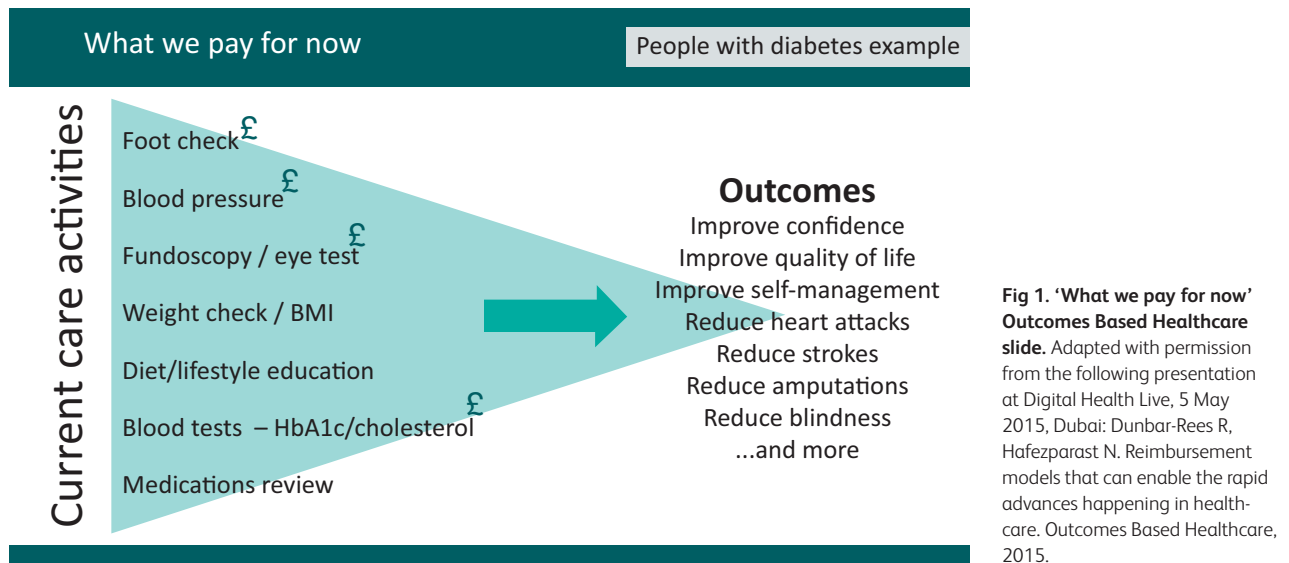 What we pay for now
People with diabetes example
Current care activities
Foot check£
Blood pressure£
Fundoscopy / eye test£
Weight check / BMI
Diet/lifestyle education
Blood tests – HbA1c/cholesterol£
Medications review
Outcomes
Improve confidence
Improve quality of life
Improve self-management
Reduce heart attacks
Reduce strokes
Reduce amputations
Reduce blindness
...and more
Fig 1. ‘What we pay for now’
Outcomes Based Healthcare
slide. Adapted with permission
from the following presentation
at Digital Health Live, 5 May
2015, Dubai: Dunbar-Rees R,
Hafezparast N. Reimbursement
models that can enable the rapid
advances happening in health-
care. Outcomes Based Healthcare,
2015.